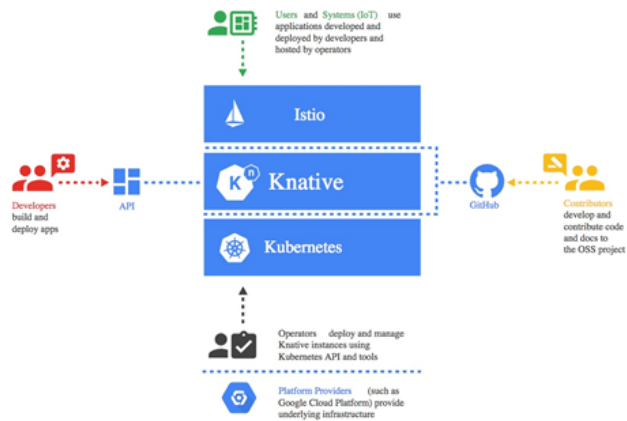 Users and Systems (IoT) use
applications developed and
deployed by developers and
hosted by operators
Istio
Knative
K
n
Kubernetes
Developers
build and
deploy apps
API
GitHub
Contributors
develop and
contribute code
and docs to
the OSS project
Operators deploy and manage
Knative instances using
Kubernetes API and tools
Platform Providers (such as
Google Cloud Platform) provide
underlying infrastructure